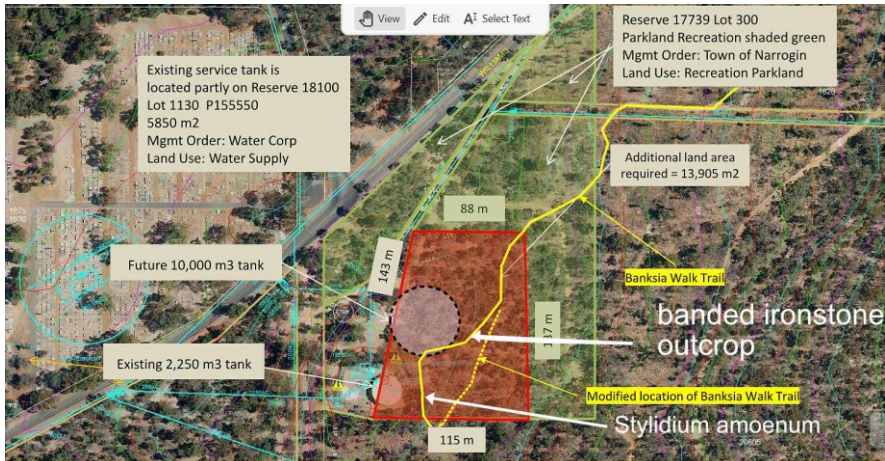 View
Edit
Select Text
Existing service tank is
located partly on Reserve 18100
Lot 1130 P155550
5850 m2
Mgmt Order: Water Corp
Land Use: Water Supply
Reserve 17739 Lot 300
Parkland Recreation shaded green
Mgmt Order: Town of Narrogin
Land Use: Recreation Parkland
Additional land area
required = 13,905 m2
88 m
143 m
Future 10,000 m3 tank
Banksia Walk Trail
banded ironstone
outcrop
Existing 2,250 m3 tank
Modified location of Banksia Walk Trail
Stylidium amoenum
115 m